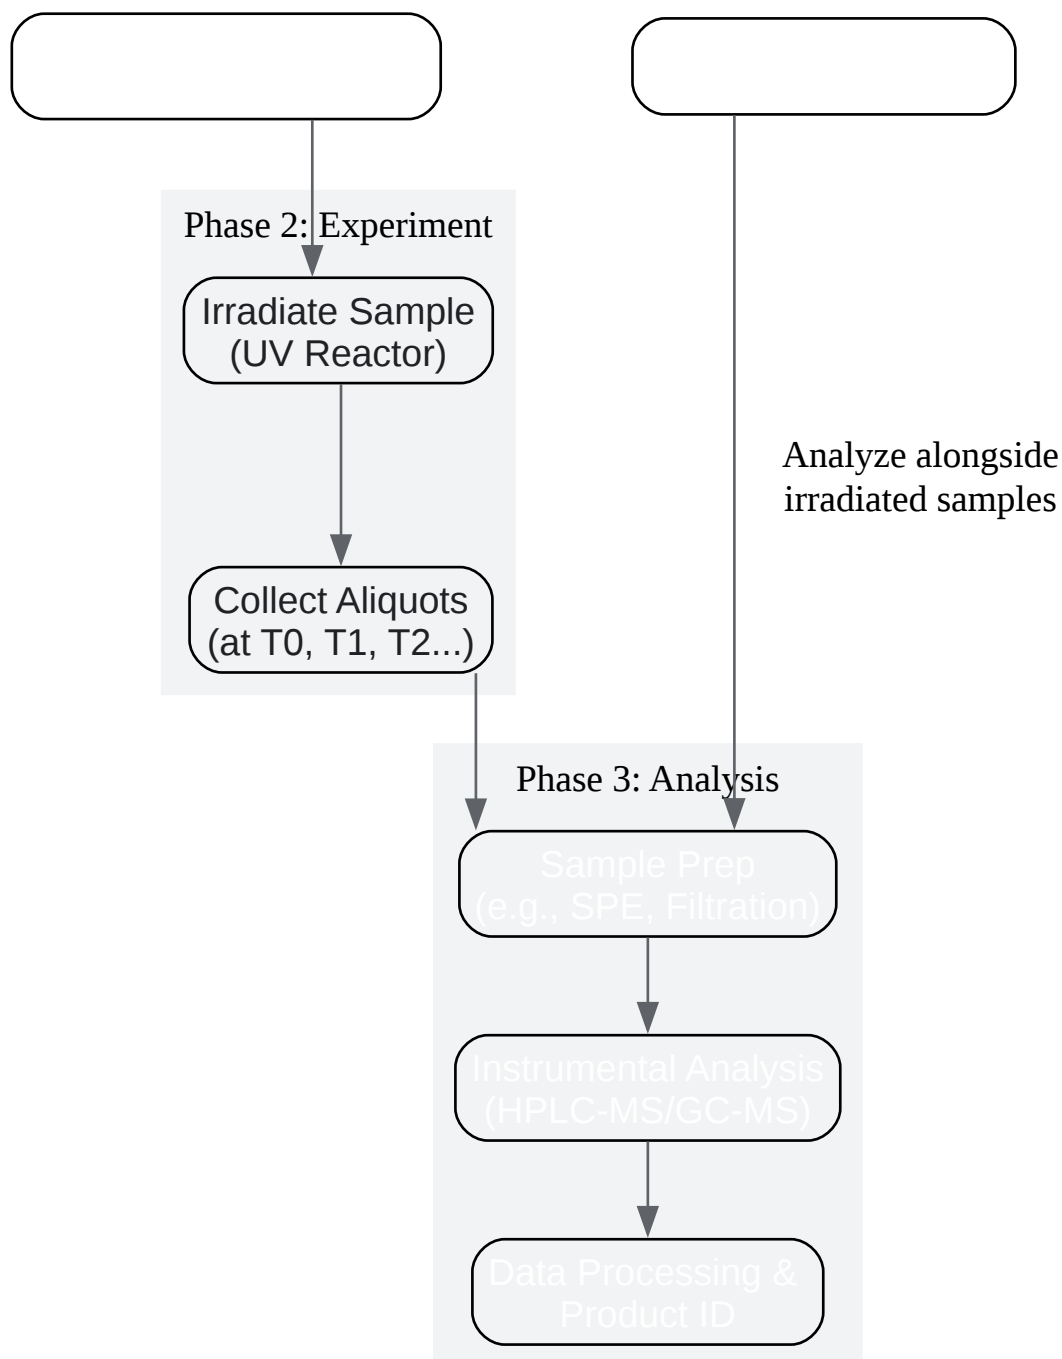 Phase 2: Experiment
Irradiate Sample
(UV Reactor)
Analyze alongside
irradiated samples
Collect Aliquots
(at T0, T1, T2...)
Phase 3: Analysis
Sample Prep
(e.g., SPE, Filtration)
Instrumental Analysis
(HPLC-MS/GC-MS)
Data Processing &
Product ID